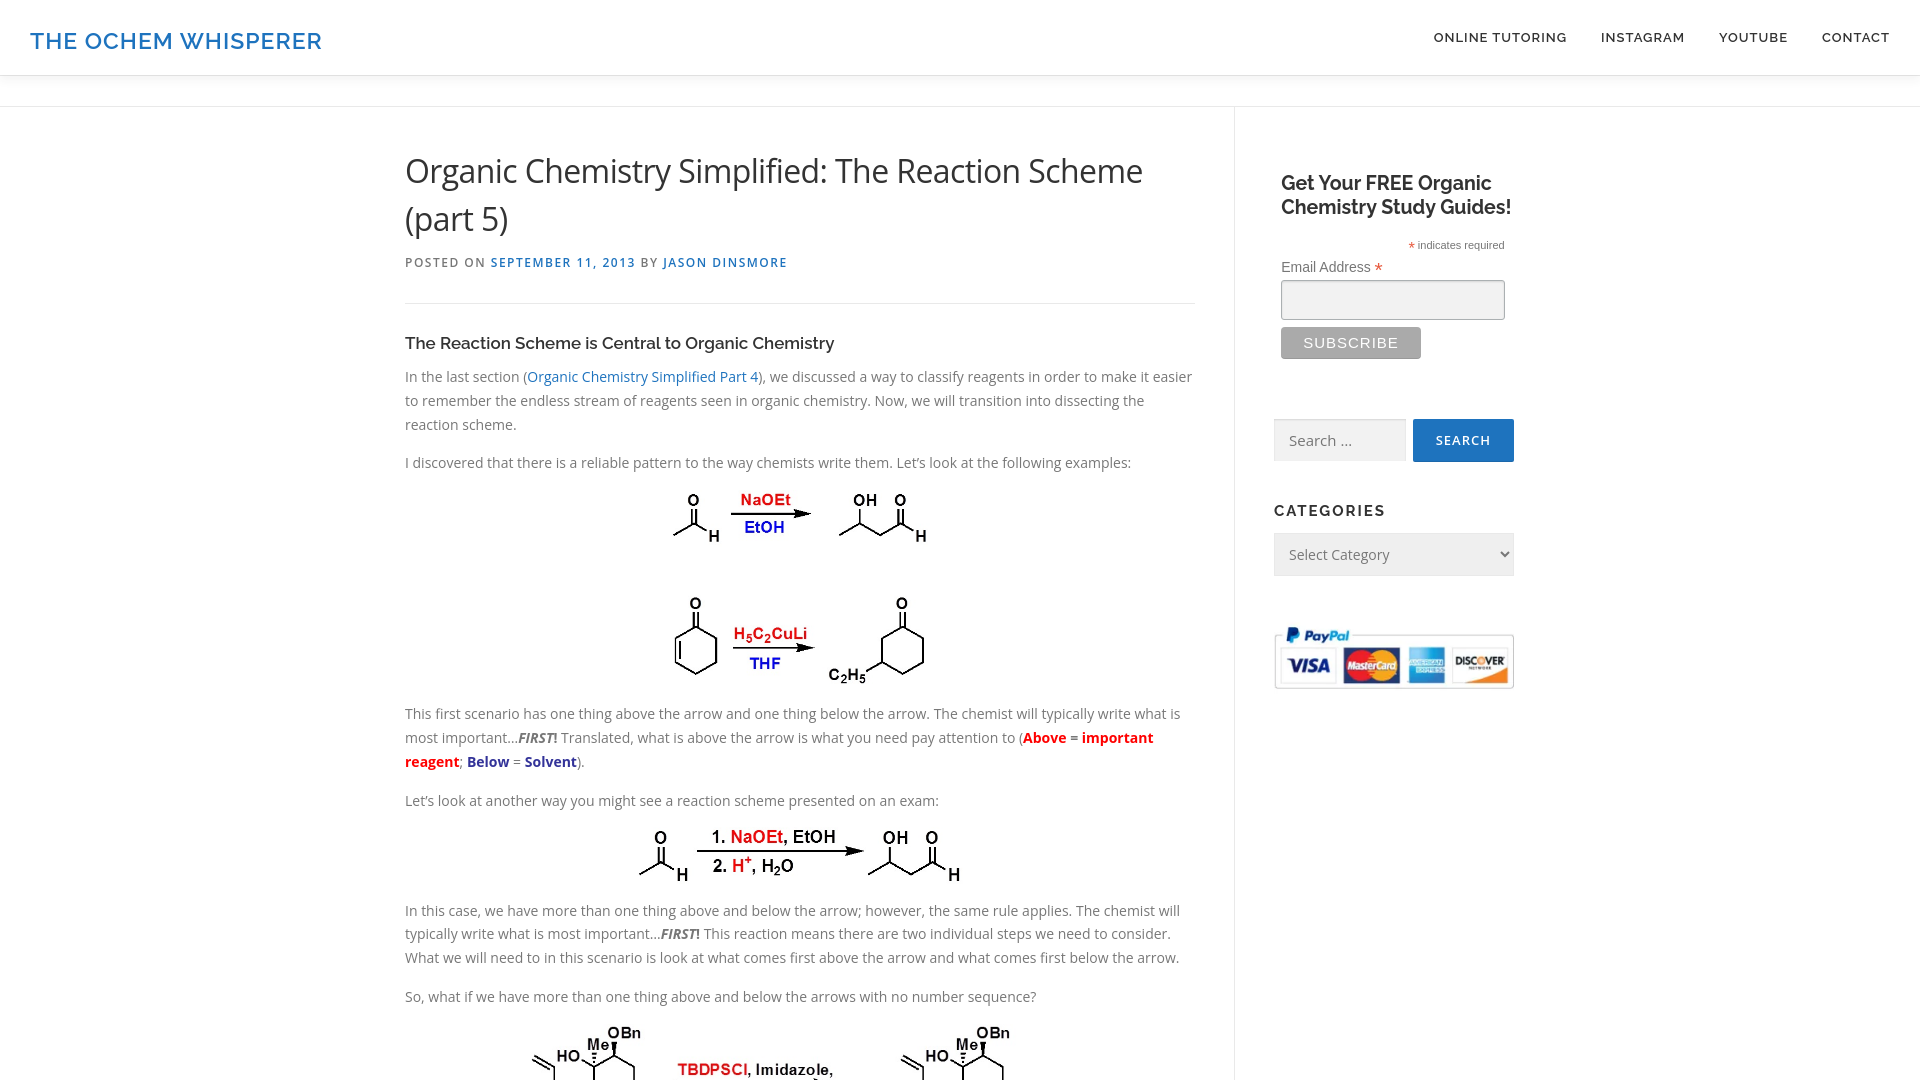 THE OCHEM WHISPERER
ONLINE TUTORING INSTAGRAM YOUTUBE CONTACT
Organic Chemistry Simplified: The Reaction Scheme
(part 5)
POSTED ON SEPTEMBER 11, 2013 BY JASON DINSMORE
The Reaction Scheme is Central to Organic Chemistry
In the last section (Organic Chemistry Simplified Part 4), we discussed a way to classify reagents in order to make it easier
to remember the endless stream of reagents seen in organic chemistry. Now, we will transition into dissecting the
reaction scheme.
I discovered that there is a reliable pattern to the way chemists write them. Let’s look at the following examples:
O NaOEt OH O
EtOH
H H
O O
H5C2CuLi
THF
C2H5
This first scenario has one thing above the arrow and one thing below the arrow. The chemist will typically write what is
most important…FIRST! Translated, what is above the arrow is what you need pay attention to (Above = important
reagent; Below = Solvent).
Let’s look at another way you might see a reaction scheme presented on an exam:
O 1. NaOEt, EtOH OH O
2. H+, H2O
H H
In this case, we have more than one thing above and below the arrow; however, the same rule applies. The chemist will
typically write what is most important…FIRST! This reaction means there are two individual steps we need to consider.
What we will need to in this scenario is look at what comes first above the arrow and what comes first below the arrow.
So, what if we have more than one thing above and below the arrows with no number sequence?
OBn OBn
Me Me
HO HO
TBDPSCI, Imidazole,
Get Your FREE Organic
Chemistry Study Guides!
* indicates required
Email Address *
SUBSCRIBE
Search …
SEARCH
CATEGORIES
Select Category
PayPal
VISA MasterCard AMERICAN EXPRESS DISCOVER NETWORK